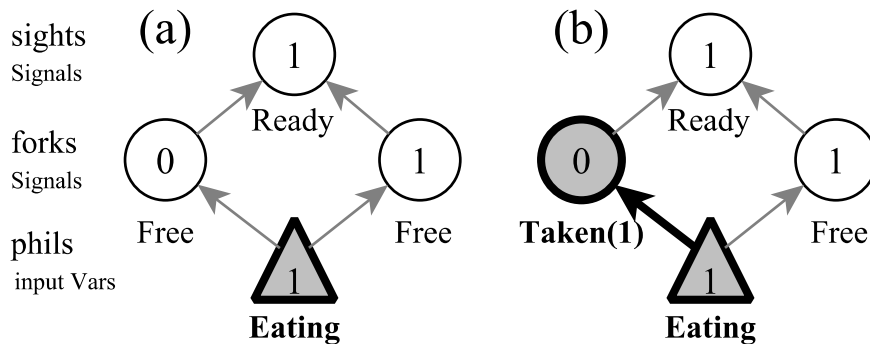 sights
Signals
(a)
1
Ready
forks
Signals
0
1
Free
Free
phils
input Vars
1
Eating
(b)
1
Ready
0
1
Taken(1)
Free
1
Eating